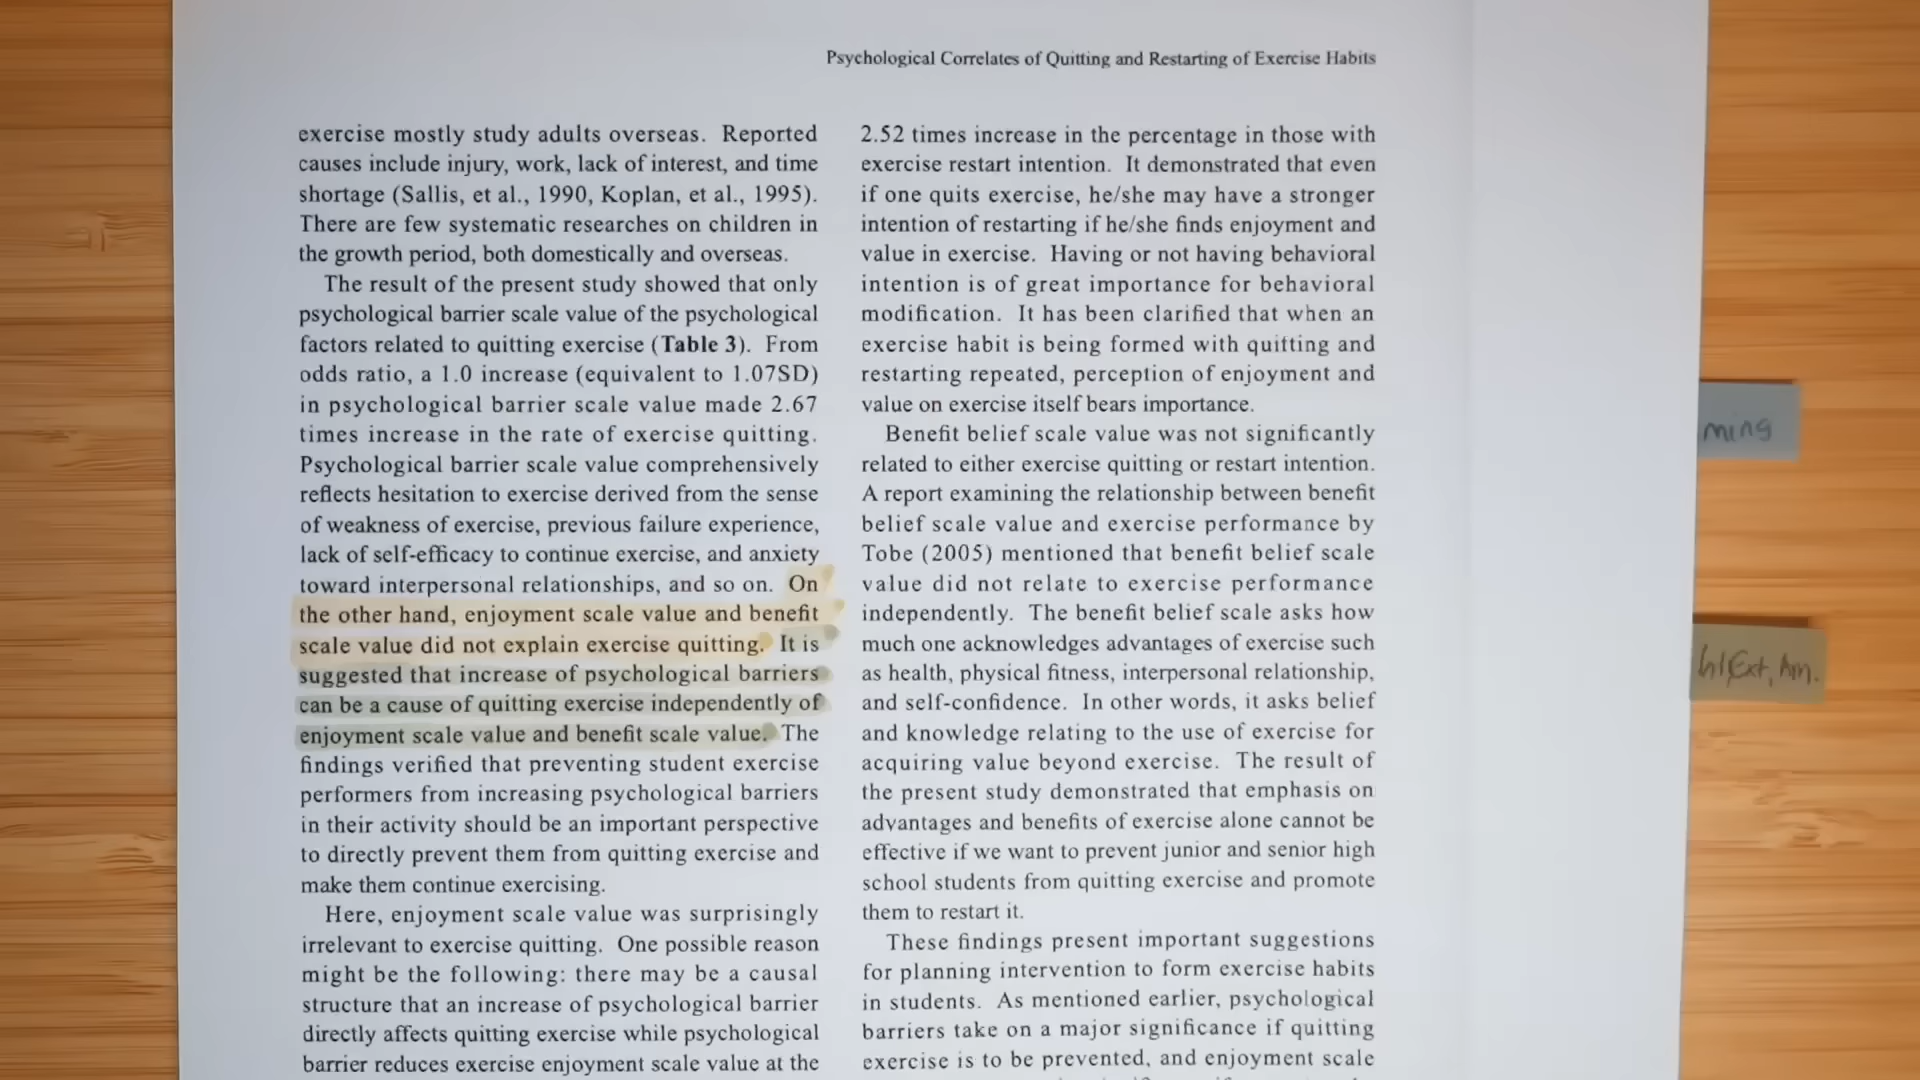 Psychological Correlates of Quitting and Restarting of Exercise Habits
exercise mostly study adults overseas. Reported
causes include injury, work, lack of interest, and time
shortage (Sallis, et al., 1990, Koplan, et al., 1995).
There are few systematic researches on children in
the growth period, both domestically and overseas.
The result of the present study showed that only
psychological barrier scale value of the psychological
factors related to quitting exercise (Table 3). From
odds ratio, a 1.0 increase (equivalent to 1.07SD)
in psychological barrier scale value made 2.67
times increase in the rate of exercise quitting.
Psychological barrier scale value comprehensively
reflects hesitation to exercise derived from the sense
of weakness of exercise, previous failure experience,
lack of self-efficacy to continue exercise, and anxiety
toward interpersonal relationships, and so on. On
the other hand, enjoyment scale value and benefit
scale value did not explain exercise quitting. It is
suggested that increase of psychological barriers
can be a cause of quitting exercise independently of
enjoyment scale value and benefit scale value. The
findings verified that preventing student exercise
performers from increasing psychological barriers
in their activity should be an important perspective
to directly prevent them from quitting exercise and
make them continue exercising.
Here, enjoyment scale value was surprisingly
irrelevant to exercise quitting. One possible reason
might be the following: there may be a causal
structure that an increase of psychological barrier
directly affects quitting exercise while psychological
barrier reduces exercise enjoyment scale value at the
2.52 times increase in the percentage in those with
exercise restart intention. It demonstrated that even
if one quits exercise, he/she may have a stronger
intention of restarting if he/she finds enjoyment and
value in exercise. Having or not having behavioral
intention is of great importance for behavioral
modification. It has been clarified that when an
exercise habit is being formed with quitting and
restarting repeated, perception of enjoyment and
value on exercise itself bears importance.
Benefit belief scale value was not significantly
related to either exercise quitting or restart intention.
A report examining the relationship between benefit
belief scale value and exercise performance by
Tobe (2005) mentioned that benefit belief scale
value did not relate to exercise performance
independently. The benefit belief scale asks how
much one acknowledges advantages of exercise such
as health, physical fitness, interpersonal relationship,
and self-confidence. In other words, it asks belief
and knowledge relating to the use of exercise for
acquiring value beyond exercise. The result of
the present study demonstrated that emphasis on
advantages and benefits of exercise alone cannot be
effective if we want to prevent junior and senior high
school students from quitting exercise and promote
them to restart it.
These findings present important suggestions
for planning intervention to form exercise habits
in students. As mentioned earlier, psychological
barriers take on a major significance if quitting
exercise is to be prevented, and enjoyment scale
ming